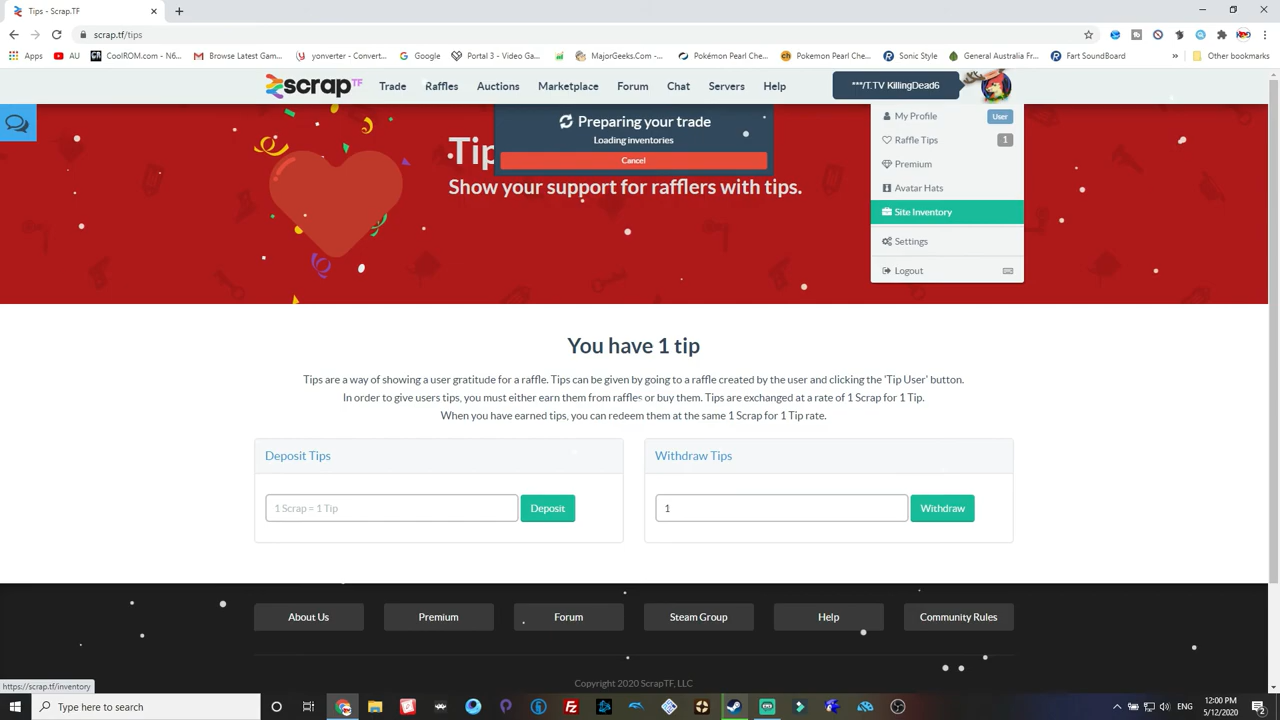 Tips - Scrap.TF
scrap.tf/tips
Apps
AU
CoolROM.com - N6...
Browse Latest Gam...
yonverter - Convert...
Google
Portal 3 - Video Ga...
MajorGeeks.Com -...
Pokémon Pearl Che...
Pokemon Pearl Che...
Sonic Style
General Australia Fr...
Fart SoundBoard
»
Other bookmarks
scrap TF
Trade
Raffles
Auctions
Marketplace
Forum
Chat
Servers
Help
***/T.TV KillingDead6
My Profile
User
Raffle Tips
1
Premium
Avatar Hats
Site Inventory
Settings
Logout
Preparing your trade
Loading inventories
Cancel
Tip
Show your support for rafflers with tips.
You have 1 tip
Tips are a way of showing a user gratitude for a raffle. Tips can be given by going to a raffle created by the user and clicking the 'Tip User' button.
In order to give users tips, you must either earn them from raffles or buy them. Tips are exchanged at a rate of 1 Scrap for 1 Tip.
When you have earned tips, you can redeem them at the same 1 Scrap for 1 Tip rate.
Deposit Tips
1 Scrap = 1 Tip
Deposit
Withdraw Tips
1
Withdraw
About Us
Premium
Forum
Steam Group
Help
Community Rules
Copyright 2020 ScrapTF, LLC
https://scrap.tf/inventory
Type here to search
ENG
12:00 PM
5/12/2020